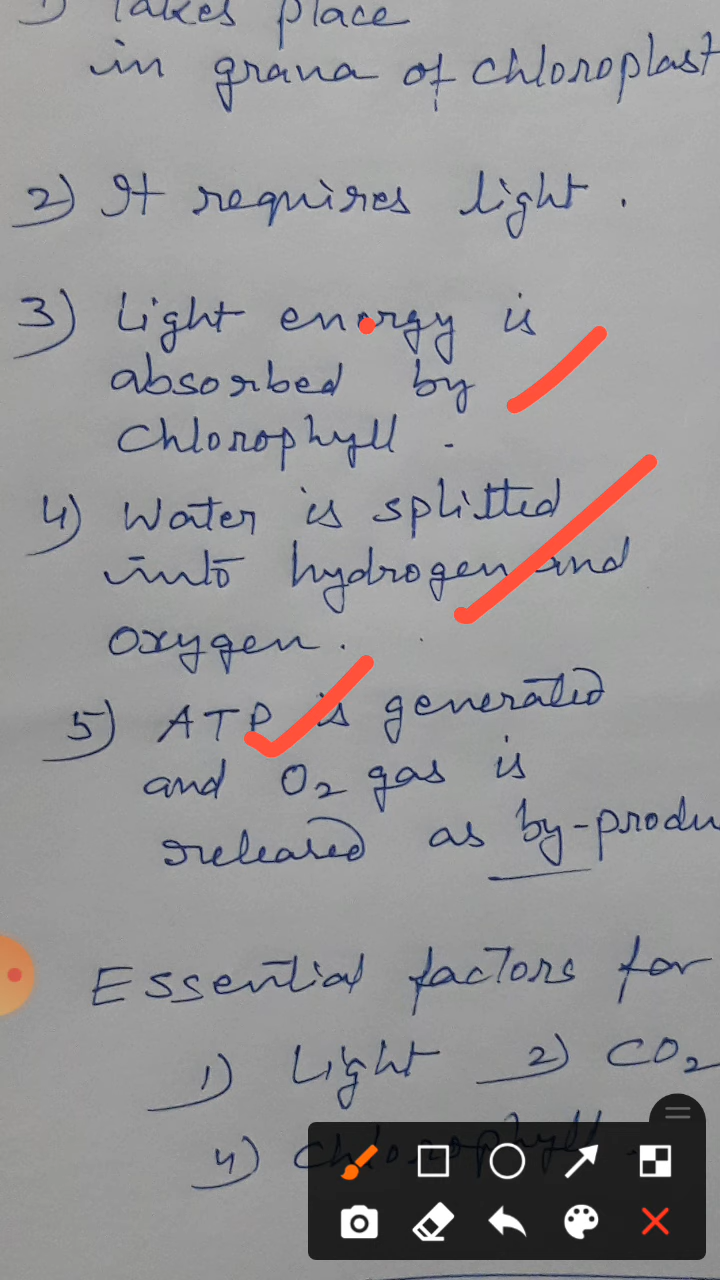 1) Takes place
in grana of chloroplast
2) It requires light.
3) Light energy is
absorbed by
chlorophyll.
4) Water is splitted
into hydrogen and
oxygen.
5) ATP is generated
and O2 gas is
released as by-produ
Essential factors for
1) Light 2) CO2
4) chlorophyll.